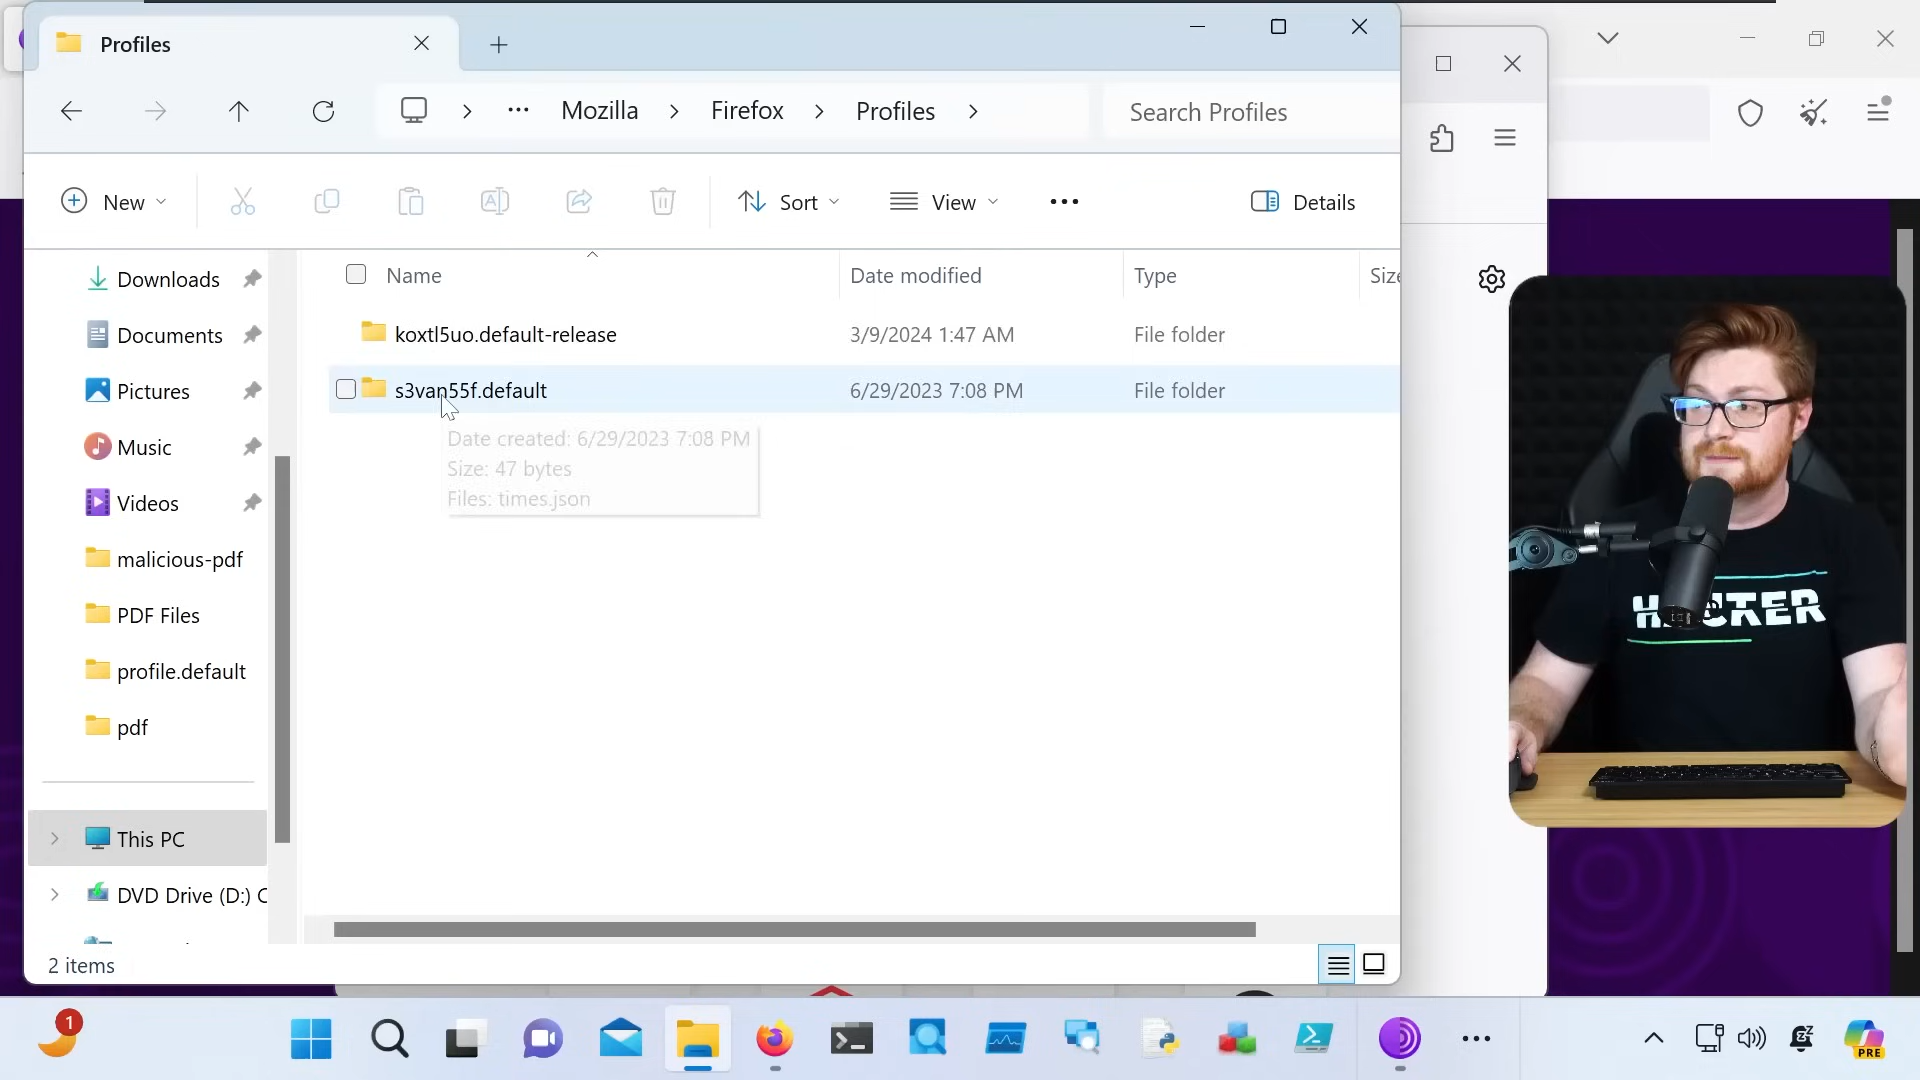 Profiles
Mozilla
Firefox
Profiles
Search Profiles
New
Sort
View
Details
Name
Date modified
Type
Size
koxtl5uo.default-release
3/9/2024 1:47 AM
File folder
s3van55f.default
6/29/2023 7:08 PM
File folder
Date created: 6/29/2023 7:08 PM
Size: 47 bytes
Files: times.json
Downloads
Documents
Pictures
Music
Videos
malicious-pdf
PDF Files
profile.default
pdf
This PC
DVD Drive (D:) C
2 items
1
PRE